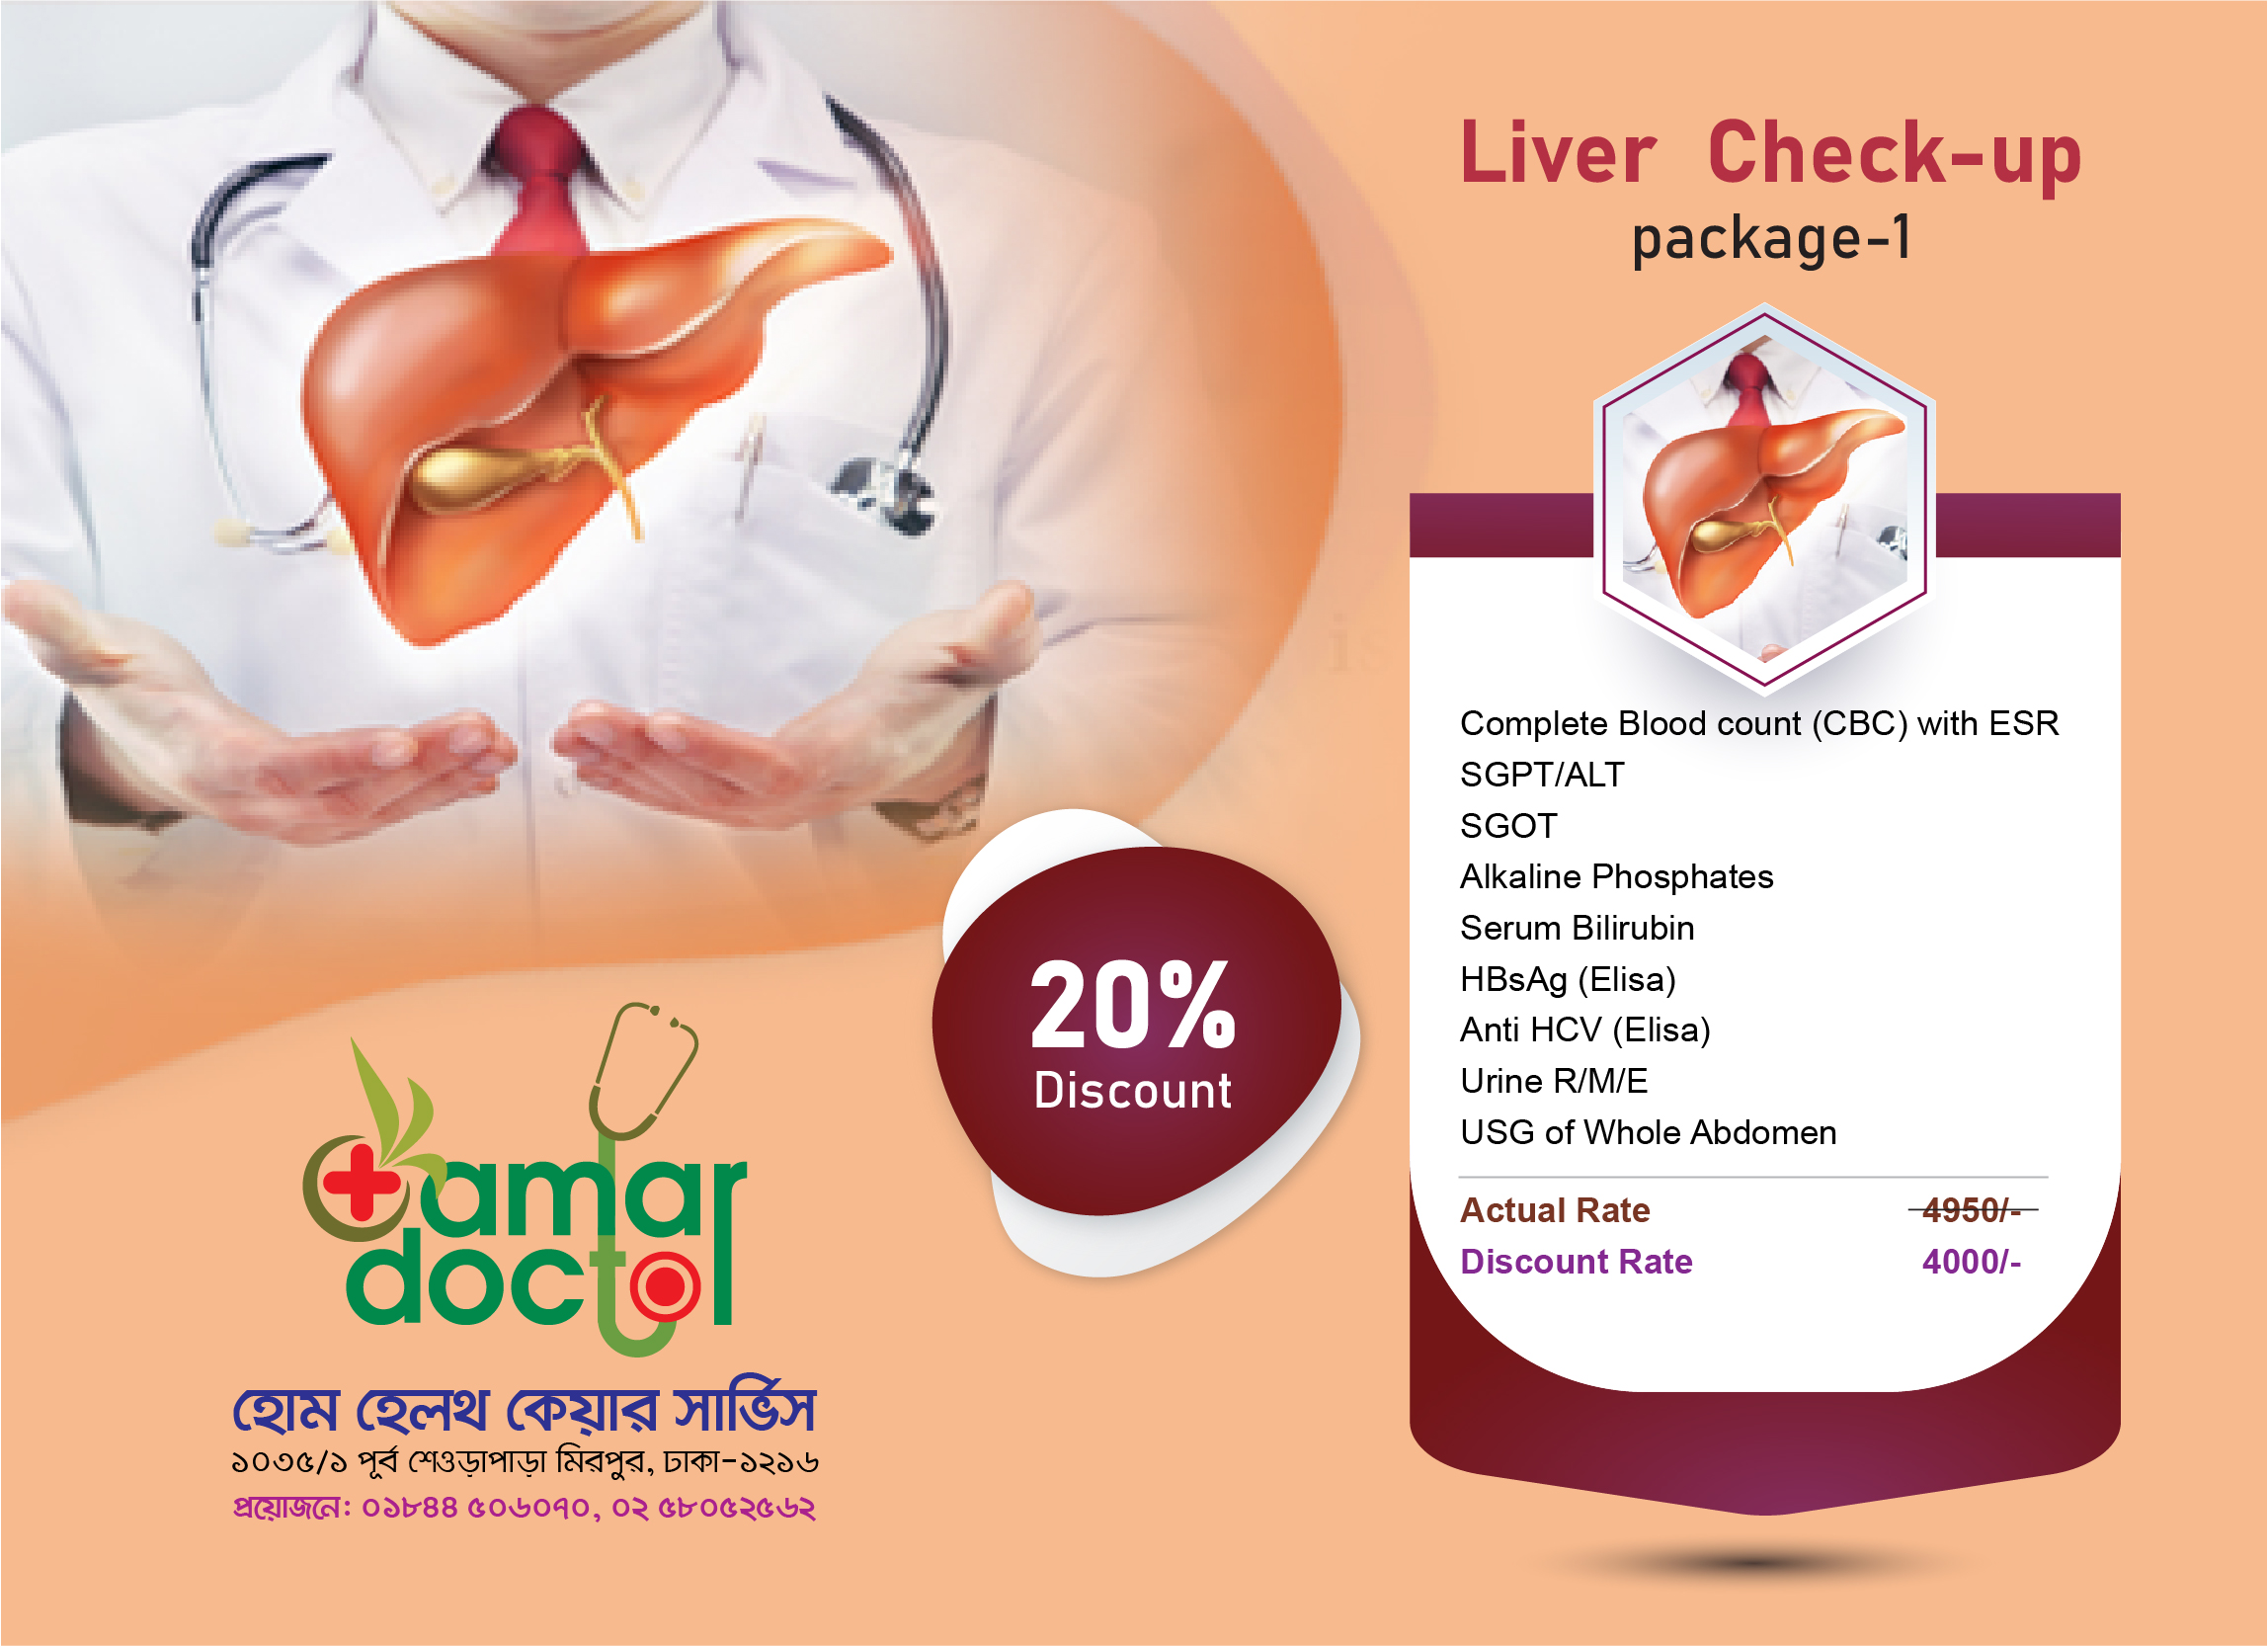 Liver Check-up
package-1
Complete Blood count (CBC) with ESR
SGPT/ALT
SGOT
Alkaline Phosphates
Serum Bilirubin
HBsAg (Elisa)
Anti HCV (Elisa)
Urine R/M/E
USG of Whole Abdomen
Actual Rate 4950/-
Discount Rate 4000/-
20%
Discount
amar
doctor
হোম হেলথ কেয়ার সার্ভিস
১০৩৫/১ পূর্ব শেওড়াপাড়া মিরপুর, ঢাকা-১২১৬
প্রয়োজনে: ০১৮৪৪ ৫০৬০৭০, ০২ ৫৮০৫২৫৬২